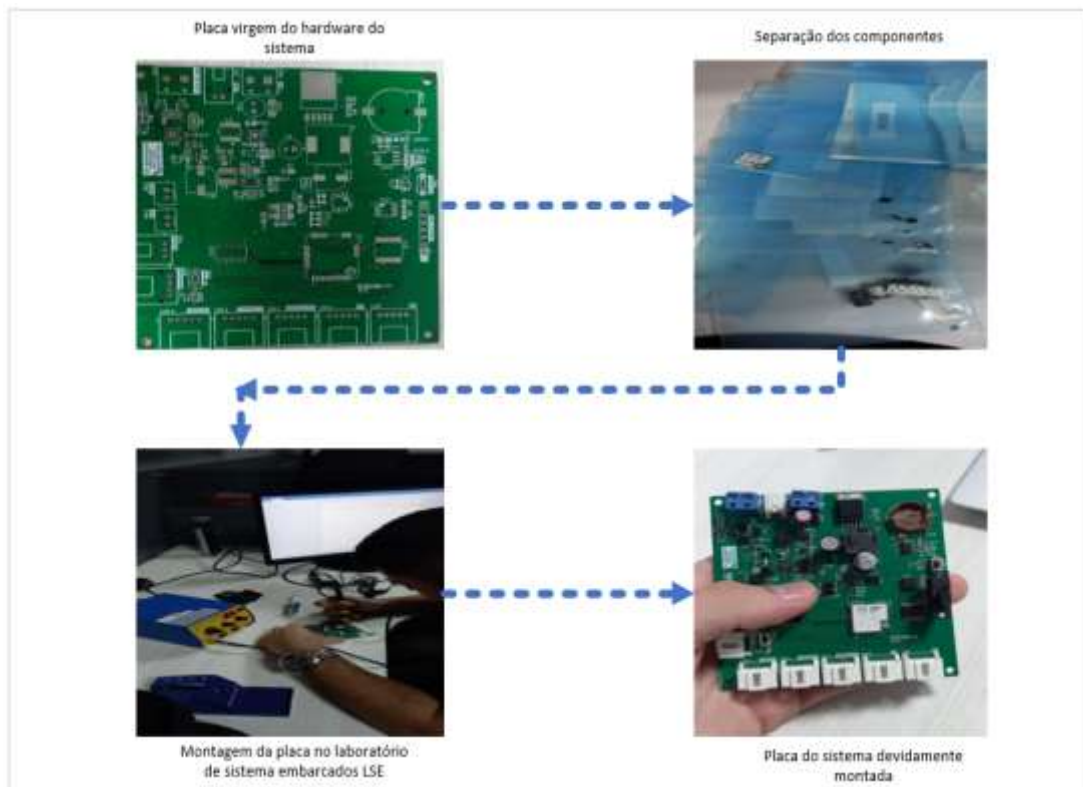 Placa virgem do hardware do
sistema
Separação dos componentes
Montagem da placa no laboratório
de sistema embarcados LSE
Placa do sistema devidamente
montada